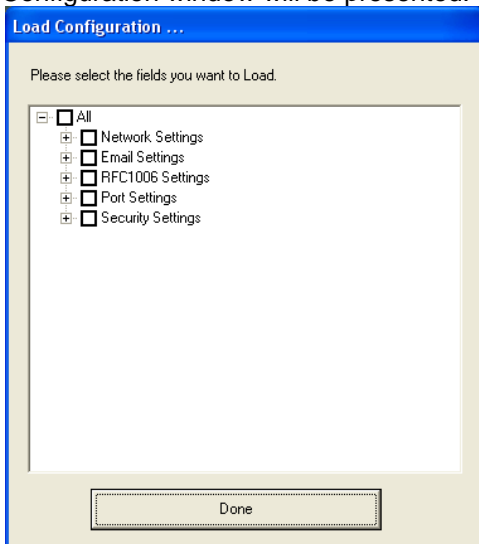 Configuration window will be presented.
Load Configuration ...
Please select the fields you want to Load.
All
Network Settings
Email Settings
RFC1006 Settings
Port Settings
Security Settings
Done